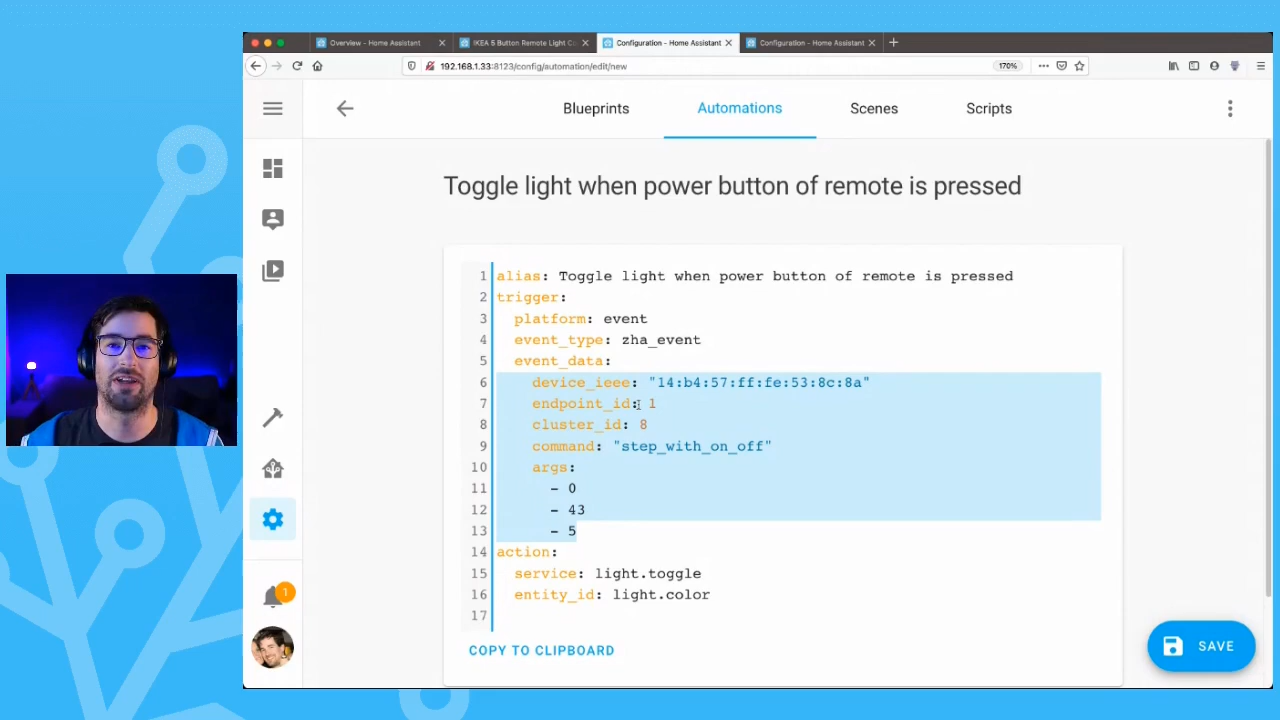 Overview - Home Assistant
IKEA 5 Button Remote Light C
Configuration - Home Assistant
Configuration - Home Assistant
192.168.1.33:8123/config/automation/edit/new
170%
Blueprints
Automations
Scenes
Scripts
Toggle light when power button of remote is pressed
1 alias: Toggle light when power button of remote is pressed
2 trigger:
3 platform: event
4 event_type: zha_event
5 event_data:
6 device_ieee: "14:b4:57:ff:fe:53:8c:8a"
7 endpoint_id: 1
8 cluster_id: 8
9 command: "step_with_on_off"
10 args:
11 - 0
12 - 43
13 - 5
14 action:
15 service: light.toggle
16 entity_id: light.color
17
COPY TO CLIPBOARD
SAVE
1